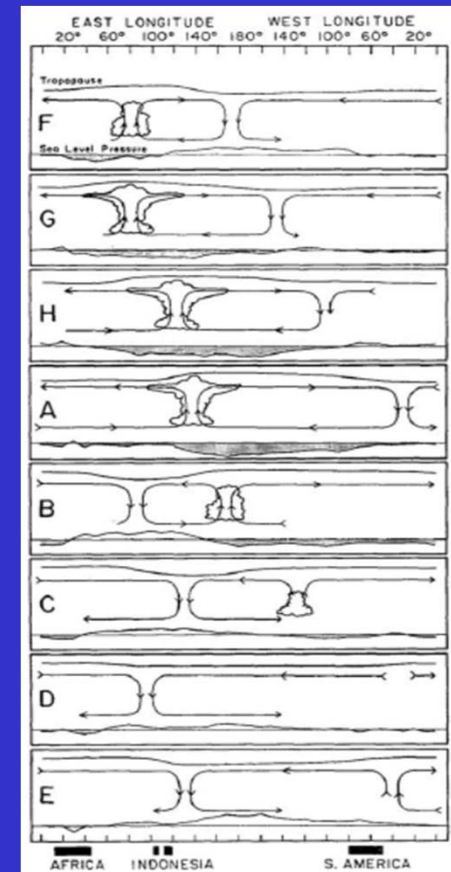 EAST LONGITUDE WEST LONGITUDE
20° 60° 100° 140° 180° 140° 100° 60° 20°
Tropopause
F
Sea Level Pressure
G
H
A
B
C
D
E
AFRICA INDONESIA S. AMERICA